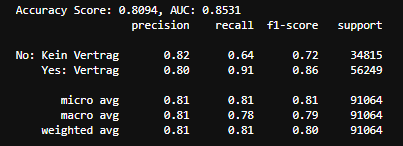 Accuracy Score: 0.8094, AUC: 0.8531
precision recall f1-score support
No: Kein Vertrag 0.82 0.64 0.72 34815
Yes: Vertrag 0.80 0.91 0.86 56249
micro avg 0.81 0.81 0.81 91064
macro avg 0.81 0.78 0.79 91064
weighted avg 0.81 0.81 0.80 91064